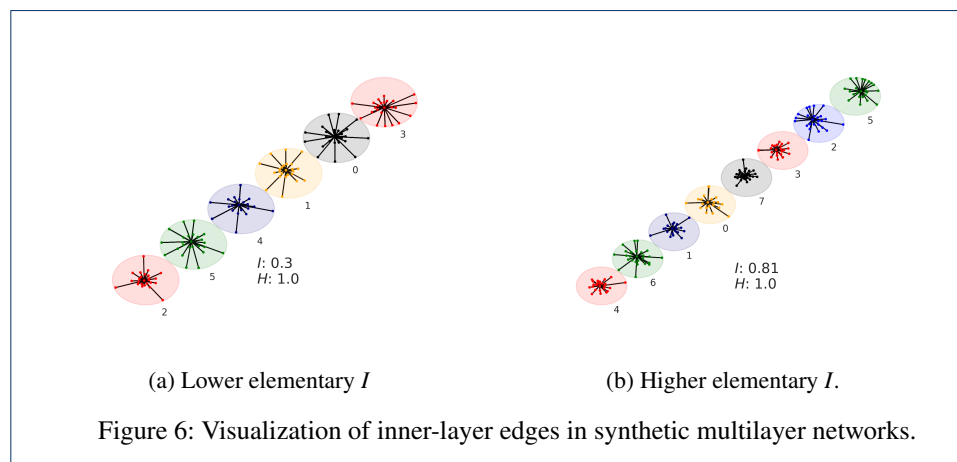 3
0
1
4
5
2
I: 0.3
H: 1.0
5
2
3
7
0
1
6
4
I: 0.81
H: 1.0
(a) Lower elementary I
(b) Higher elementary I.
Figure 6: Visualization of inner-layer edges in synthetic multilayer networks.